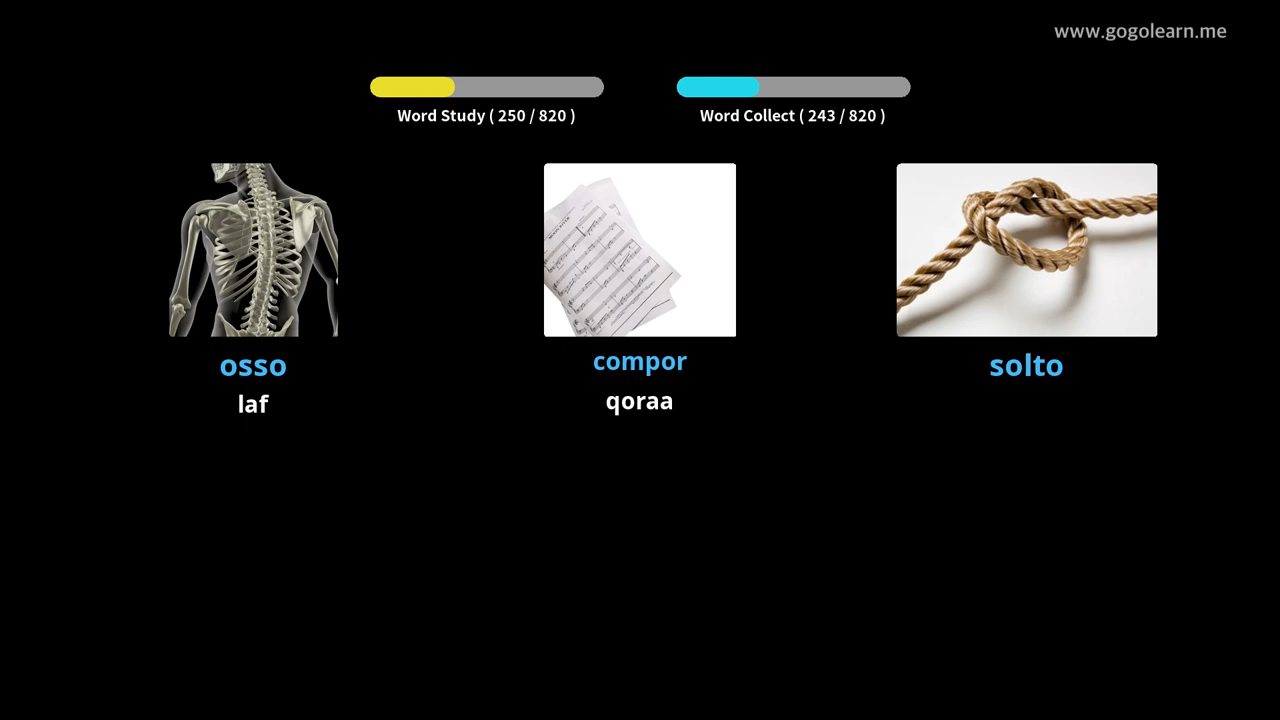 www.gogolearn.me
Word Study ( 250 / 820 )
Word Collect ( 243 / 820 )
osso
compor
solto
laf
qoraa